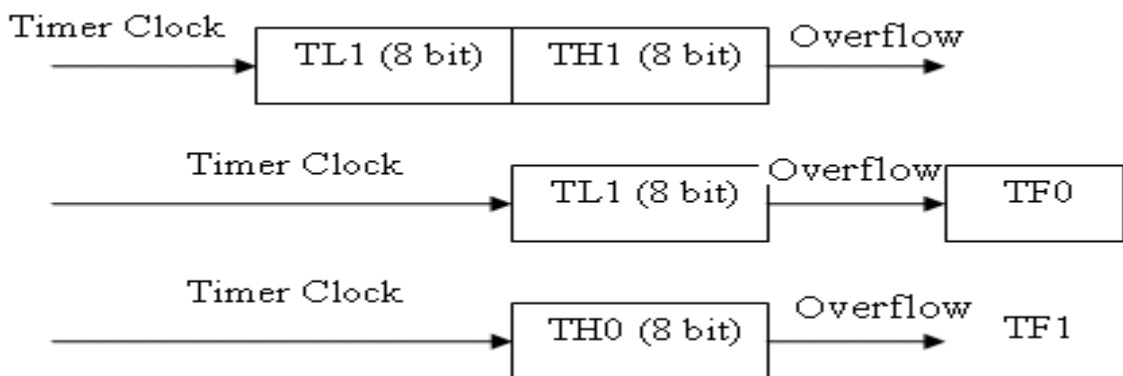 Timer Clock TL1 (8 bit) TH1 (8 bit) Overflow
Timer Clock TL1 (8 bit) Overflow TF0
Timer Clock TH0 (8 bit) Overflow TF1